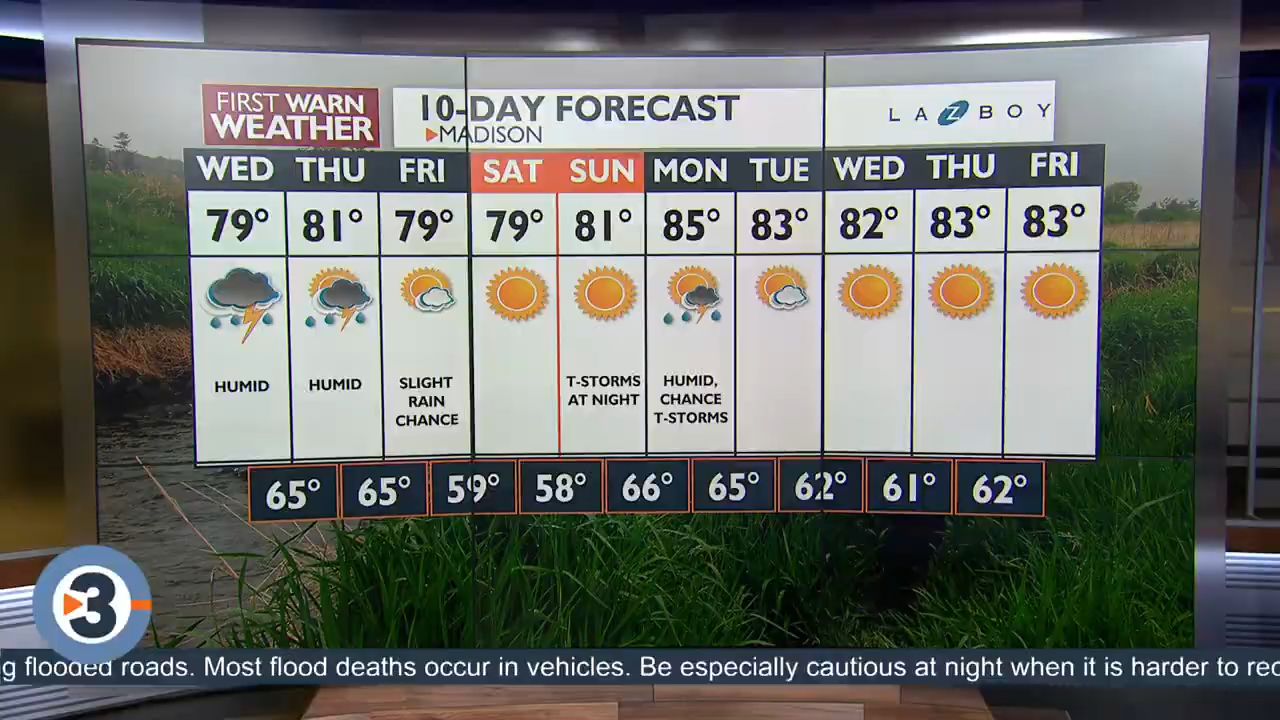 FIRST WARN
WEATHER
10-DAY FORECAST
MADISON
LA Z BOY
WED THU FRI SAT SUN MON TUE WED THU FRI
79° 81° 79° 79° 81° 85° 83° 82° 83° 83°
HUMID
HUMID
SLIGHT
RAIN
CHANCE
T-STORMS
AT NIGHT
HUMID,
CHANCE
T-STORMS
65° 65° 59° 58° 66° 65° 62° 61° 62°
3
g flooded roads. Most flood deaths occur in vehicles. Be especially cautious at night when it is harder to rec